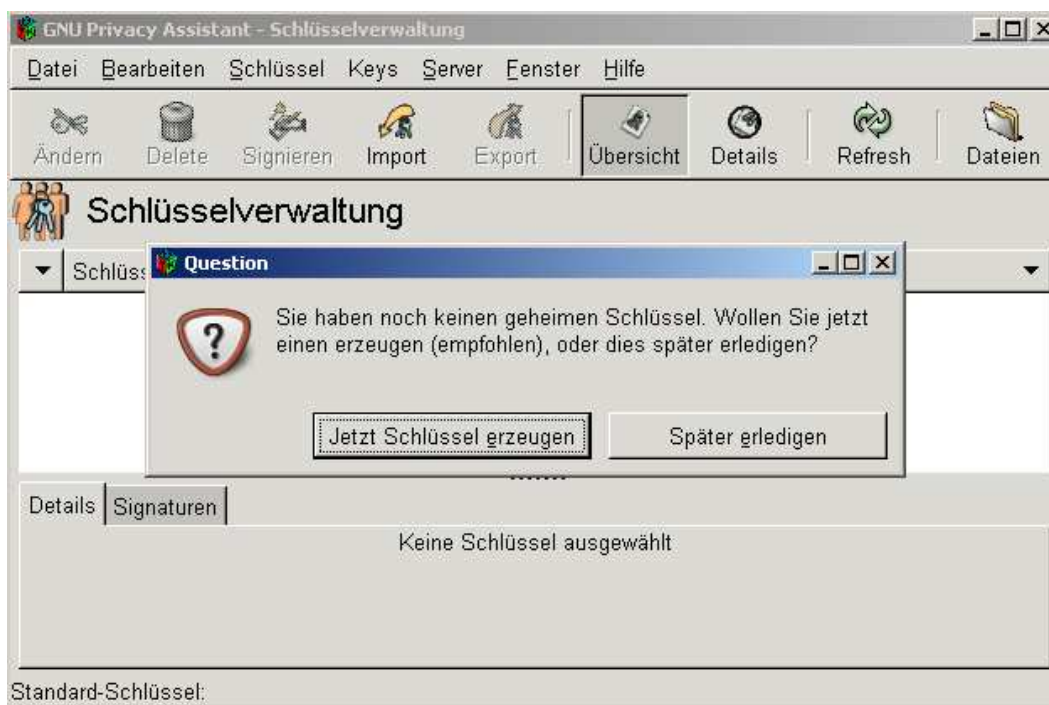 GNU Privacy Assistant - Schlüsselverwaltung
Datei Bearbeiten Schlüssel Keys Server Fenster Hilfe
Ändern Delete Signieren Import Export Übersicht Details Refresh Dateien
Schlüsselverwaltung
Schlüss
Question
Sie haben noch keinen geheimen Schlüssel. Wollen Sie jetzt
einen erzeugen (empfohlen), oder dies später erledigen?
Jetzt Schlüssel erzeugen Später erledigen
Details Signaturen
Keine Schlüssel ausgewählt
Standard-Schlüssel: